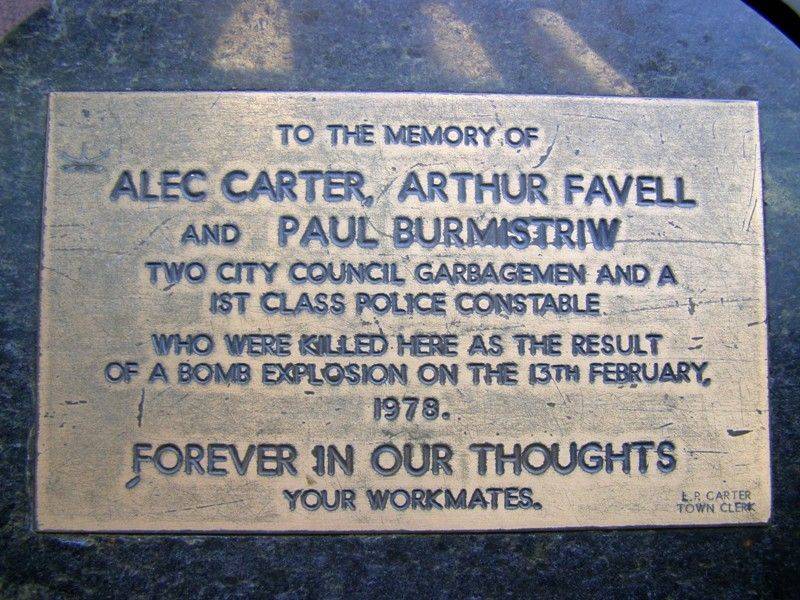 TO THE MEMORY OF
ALEC CARTER, ARTHUR FAVELL
AND PAUL BURMISTRIW
TWO CITY COUNCIL GARBAGEMEN AND A
1ST CLASS POLICE CONSTABLE
WHO WERE KILLED HERE AS THE RESULT
OF A BOMB EXPLOSION ON THE 13TH FEBRUARY,
1978.
FOREVER IN OUR THOUGHTS
YOUR WORKMATES.
L.P. CARTER
TOWN CLERK